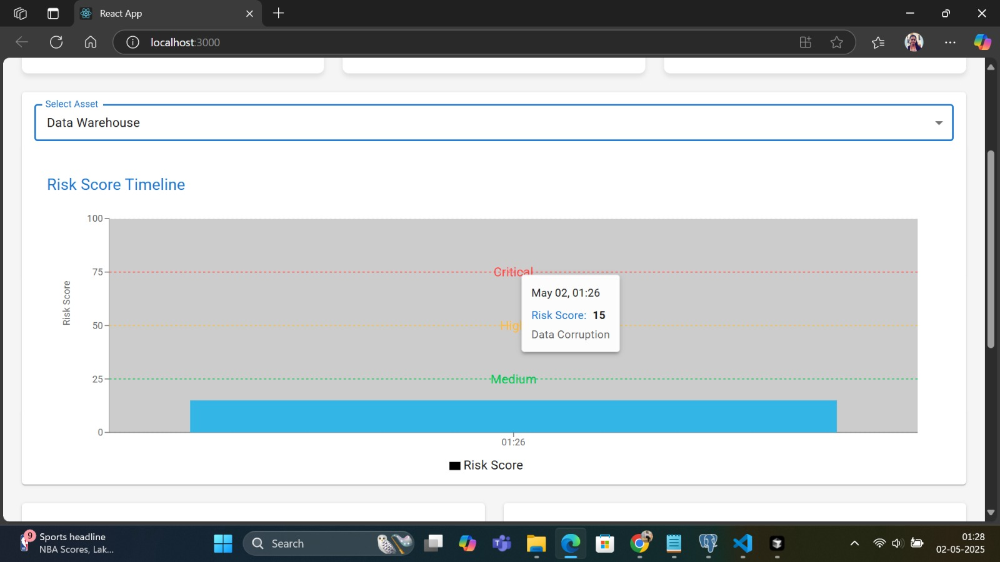 React App
localhost:3000
Select Asset
Data Warehouse
Risk Score Timeline
100
75
50
25
0
Risk Score
Critical
Medium
May 02, 01:26
Risk Score: 15
Data Corruption
01:26
Risk Score
9
Sports headline
NBA Scores, Lak...
Search
01:28
02-05-2025